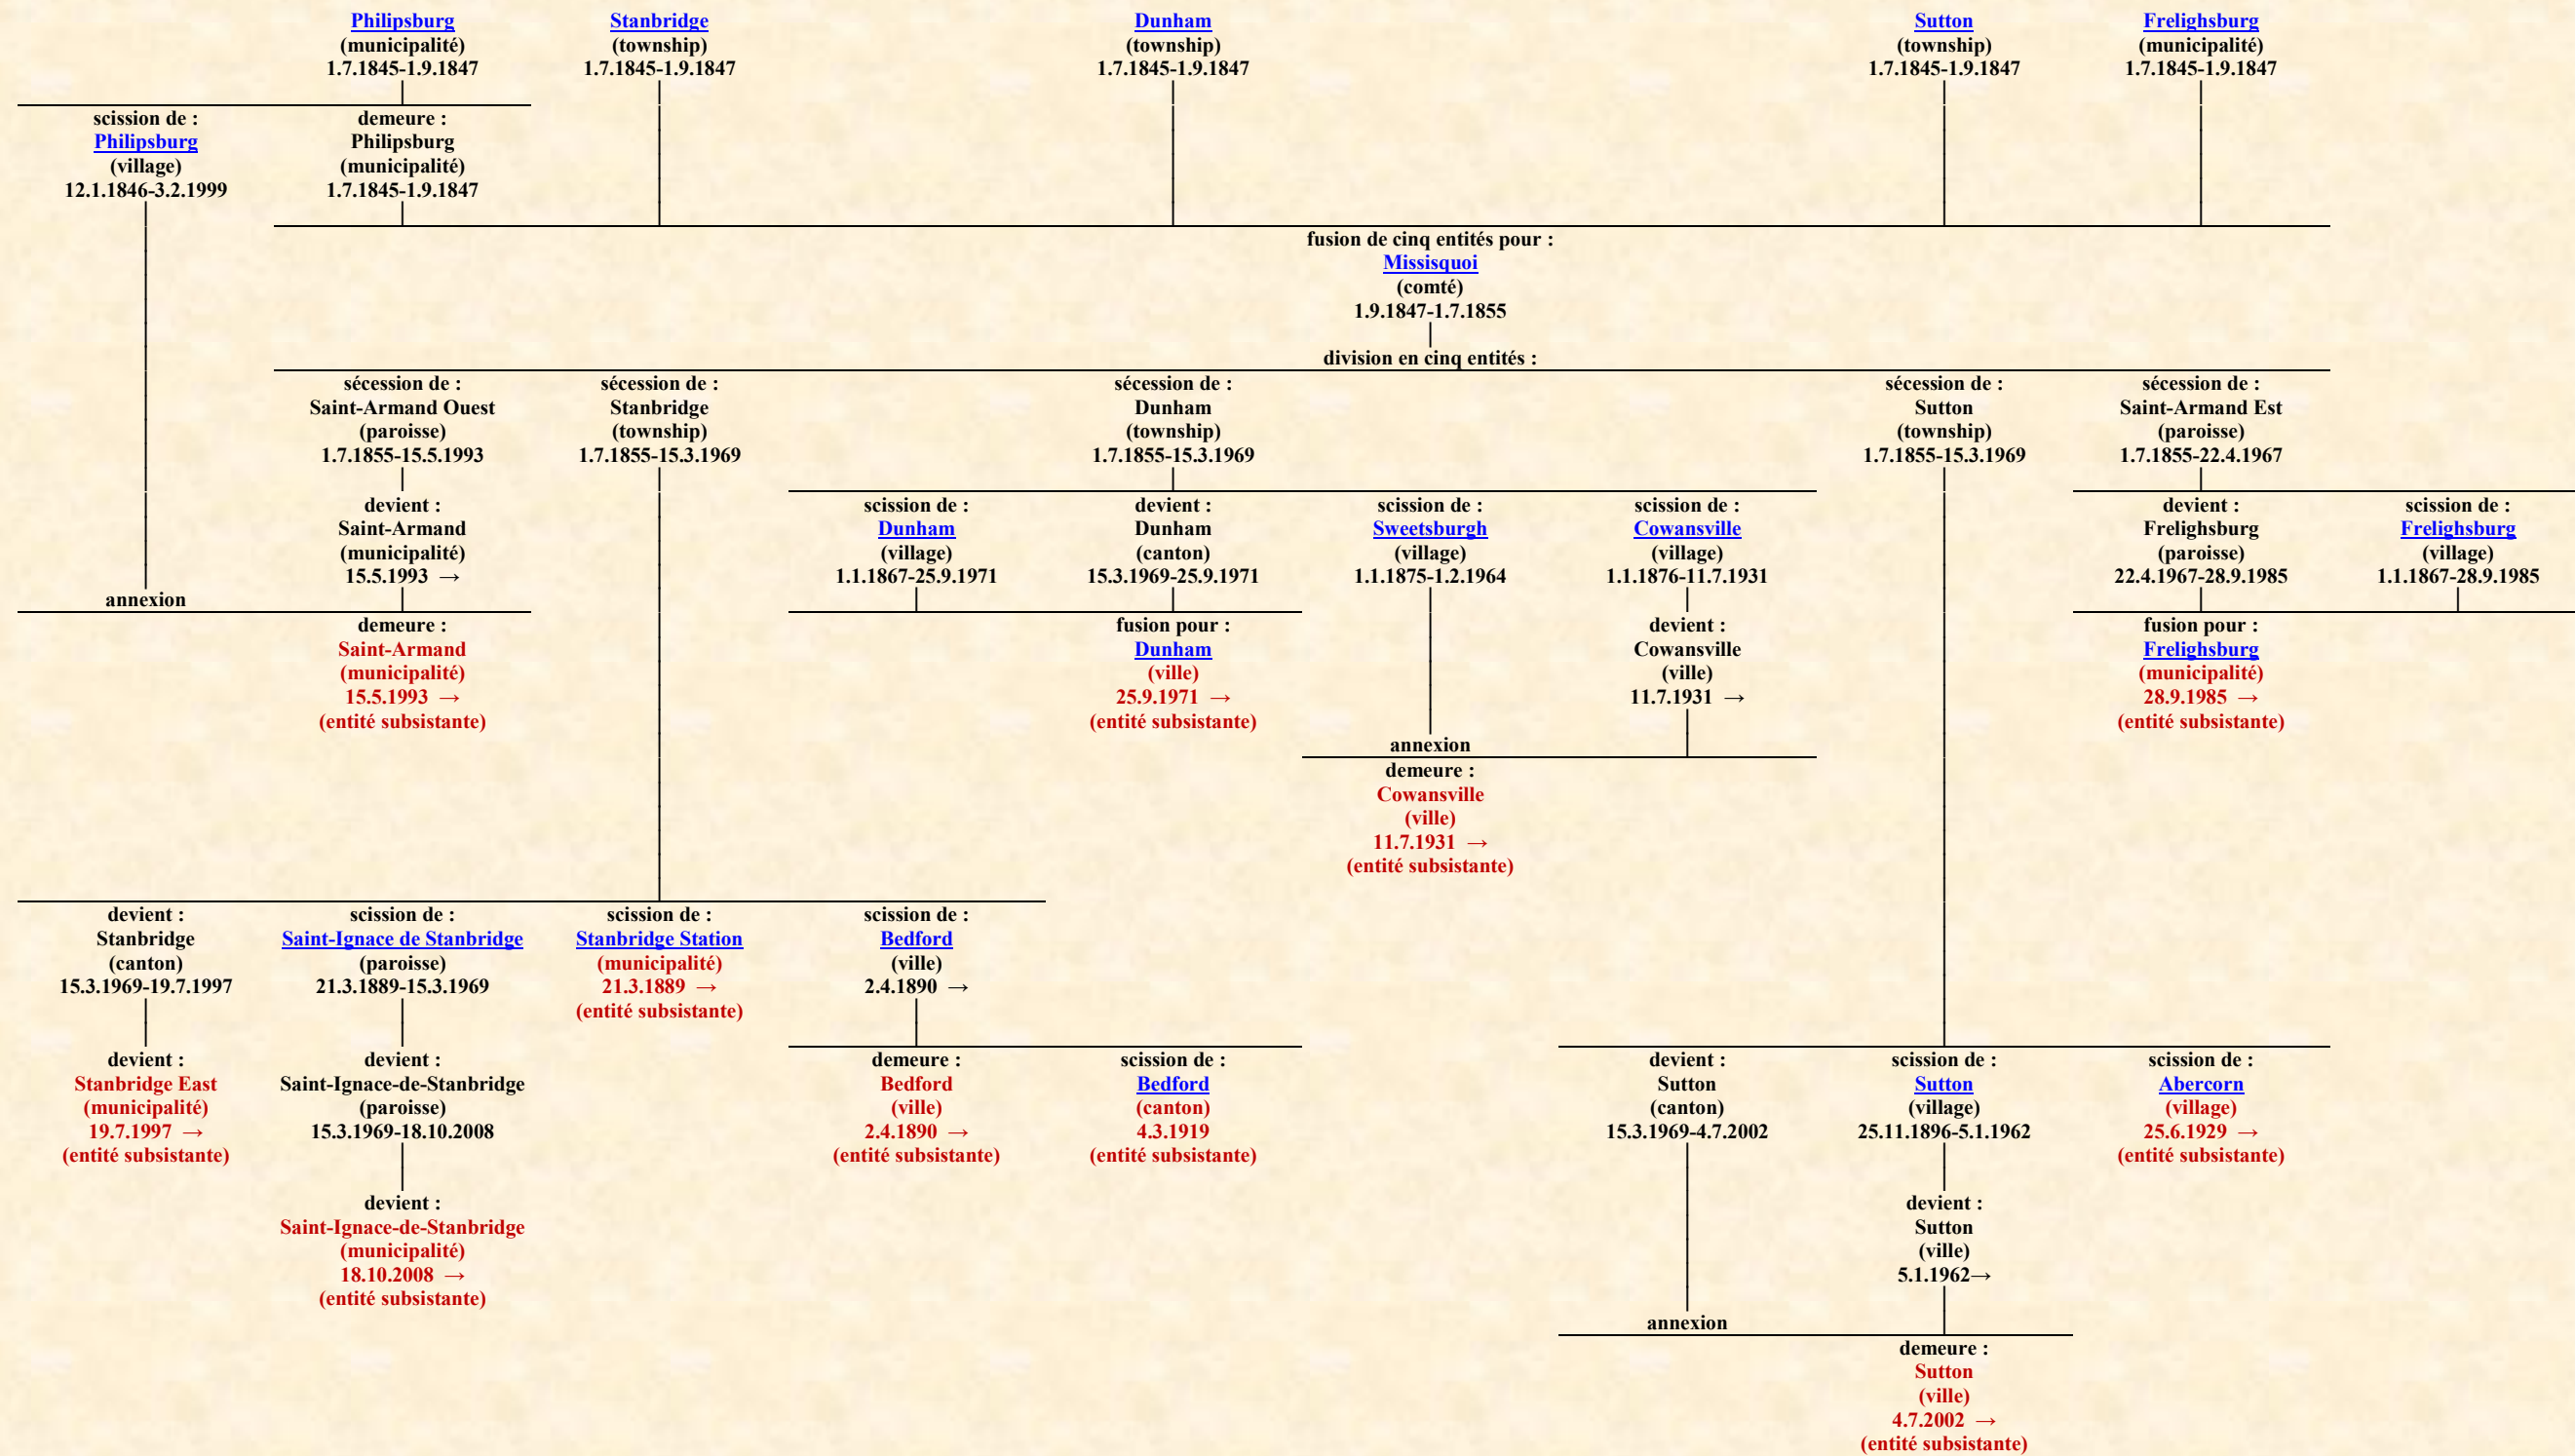 Philipsburg
(municipalité)
1.7.1845-1.9.1847
Stanbridge
(township)
1.7.1845-1.9.1847
Dunham
(township)
1.7.1845-1.9.1847
Sutton
(township)
1.7.1845-1.9.1847
Frelighsburg
(municipalité)
1.7.1845-1.9.1847
scission de :
Philipsburg
(village)
12.1.1846-3.2.1999
demeure :
Philipsburg
(municipalité)
1.7.1845-1.9.1847
fusion de cinq entités pour :
Missisquoi
(comté)
1.9.1847-1.7.1855
division en cinq entités :
sécession de :
Saint-Armand Ouest
(paroisse)
1.7.1855-15.5.1993
sécession de :
Stanbridge
(township)
1.7.1855-15.3.1969
sécession de :
Dunham
(township)
1.7.1855-15.3.1969
sécession de :
Sutton
(township)
1.7.1855-15.3.1969
sécession de :
Saint-Armand Est
(paroisse)
1.7.1855-22.4.1967
devient :
Saint-Armand
(municipalité)
15.5.1993 →
scission de :
Dunham
(village)
1.1.1867-25.9.1971
devient :
Dunham
(canton)
15.3.1969-25.9.1971
scission de :
Sweetsburgh
(village)
1.1.1875-1.2.1964
scission de :
Cowansville
(village)
1.1.1876-11.7.1931
devient :
Frelighsburg
(paroisse)
22.4.1967-28.9.1985
scission de :
Frelighsburg
(village)
1.1.1867-28.9.1985
annexion
demeure :
Saint-Armand
(municipalité)
15.5.1993 →
(entité subsistante)
fusion pour :
Dunham
(ville)
25.9.1971 →
(entité subsistante)
devient :
Cowansville
(ville)
11.7.1931 →
fusion pour :
Frelighsburg
(municipalité)
28.9.1985 →
(entité subsistante)
annexion
demeure :
Cowansville
(ville)
11.7.1931 →
(entité subsistante)
devient :
Stanbridge
(canton)
15.3.1969-19.7.1997
scission de :
Saint-Ignace de Stanbridge
(paroisse)
21.3.1889-15.3.1969
scission de :
Stanbridge Station
(municipalité)
21.3.1889 →
(entité subsistante)
scission de :
Bedford
(ville)
2.4.1890 →
devient :
Stanbridge East
(municipalité)
19.7.1997 →
(entité subsistante)
devient :
Saint-Ignace-de-Stanbridge
(paroisse)
15.3.1969-18.10.2008
demeure :
Bedford
(ville)
2.4.1890 →
(entité subsistante)
scission de :
Bedford
(canton)
4.3.1919
(entité subsistante)
devient :
Sutton
(canton)
15.3.1969-4.7.2002
scission de :
Sutton
(village)
25.11.1896-5.1.1962
scission de :
Abercorn
(village)
25.6.1929 →
(entité subsistante)
devient :
Saint-Ignace-de-Stanbridge
(municipalité)
18.10.2008 →
(entité subsistante)
devient :
Sutton
(ville)
5.1.1962→
annexion
demeure :
Sutton
(ville)
4.7.2002 →
(entité subsistante)